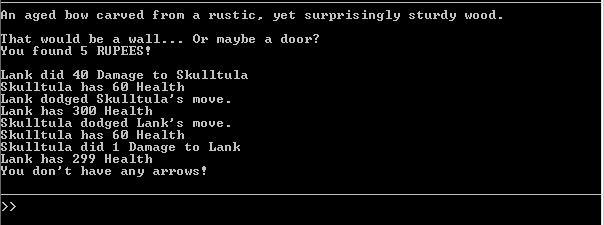 An aged bow carved from a rustic, yet surprisingly sturdy wood.
That would be a wall... Or maybe a door?
You found 5 RUPEES!
Lank did 40 Damage to Skulltula
Skulltula has 60 Health
Lank dodged Skulltula's move.
Lank has 300 Health
Skulltula dodged Lank's move.
Skulltula has 60 Health
Skulltula did 1 Damage to Lank
Lank has 299 Health
You don't have any arrows!
>>